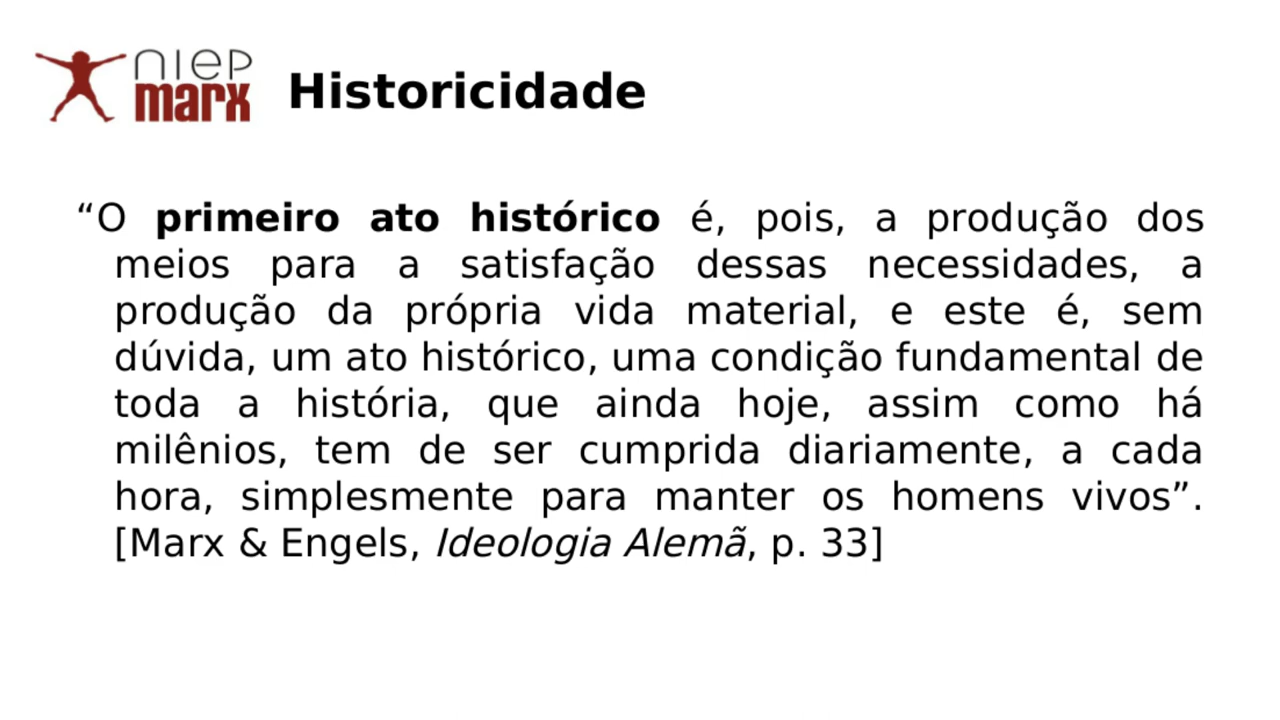 niep
marx
Historicidade
“O primeiro ato histórico é, pois, a produção dos
meios para a satisfação dessas necessidades, a
produção da própria vida material, e este é, sem
dúvida, um ato histórico, uma condição fundamental de
toda a história, que ainda hoje, assim como há
milênios, tem de ser cumprida diariamente, a cada
hora, simplesmente para manter os homens vivos”.
[Marx & Engels, Ideologia Alemã, p. 33]